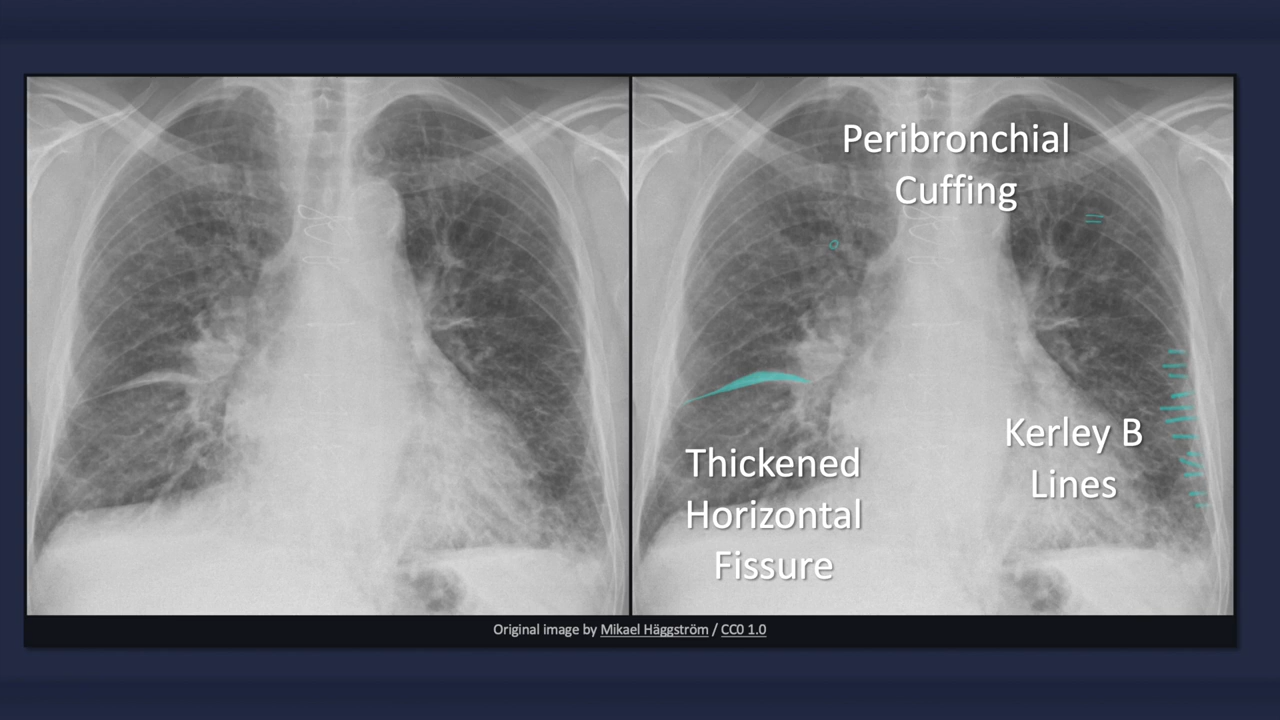 Peribronchial
Cuffing
Kerley B
Lines
Thickened
Horizontal
Fissure
Original image by Mikael Häggström / CC0 1.0